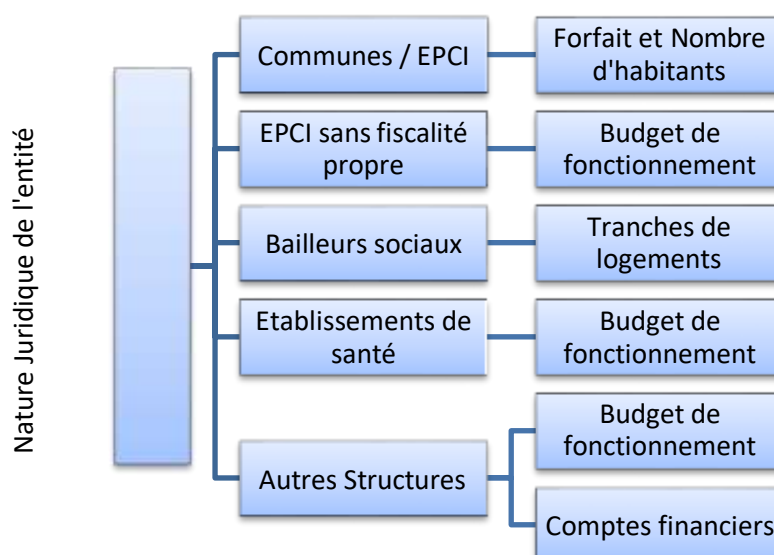 Nature Juridique de l'entité
Communes / EPCI
Forfait et Nombre
d'habitants
EPCI sans fiscalité
propre
Budget de
fonctionnement
Bailleurs sociaux
Tranches de
logements
Etablissements de
santé
Budget de
fonctionnement
Autres Structures
Budget de
fonctionnement
Comptes financiers